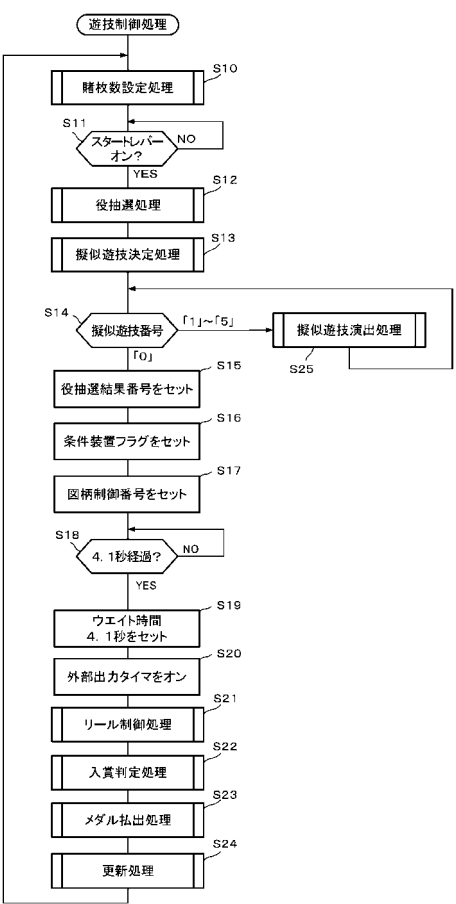 遊技制御処理
S10
賭枚数設定処理
S11
スタートレバー
オン?
NO
YES
S12
役抽選処理
S13
擬似遊技決定処理
S14
擬似遊技番号
「1」~「5」
擬似遊技演出処理
S25
「0」
S15
役抽選結果番号をセット
S16
条件装置フラグをセット
S17
図柄制御番号をセット
S18
4.1秒経過?
NO
YES
S19
ウエイト時間
4.1秒をセット
S20
外部出力タイマをオン
S21
リール制御処理
S22
入賞判定処理
S23
メダル払出処理
S24
更新処理